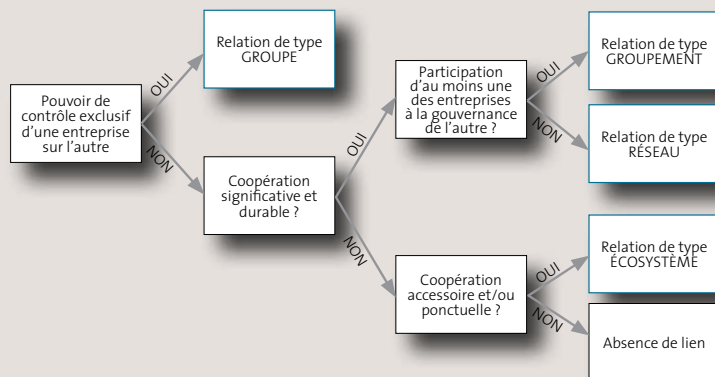 Pouvoir de
contrôle exclusif
d'une entreprise
sur l'autre
OUI
NON
Relation de type
GROUPE
Coopération
significative et
durable ?
OUI
NON
Participation
d'au moins une
des entreprises
à la gouvernance
de l'autre ?
OUI
NON
Relation de type
GROUPEMENT
Relation de type
RÉSEAU
Coopération
accessoire et/ou
ponctuelle ?
OUI
NON
Relation de type
ÉCOSYSTÈME
Absence de lien